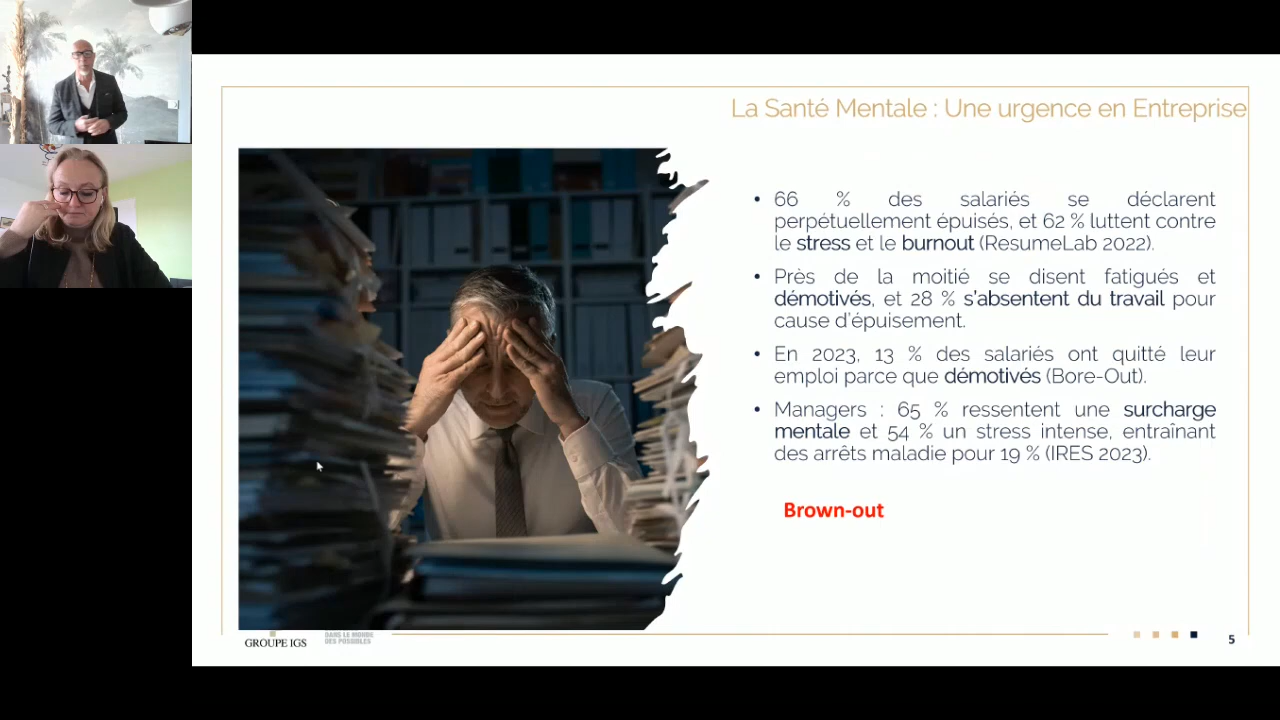 La Santé Mentale : Une urgence en Entreprise
• 66 % des salariés se déclarent
perpétuellement épuisés, et 62 % luttent contre
le stress et le burnout (ResumeLab 2022).
• Près de la moitié se disent fatigués et
démotivés, et 28 % s’absentent du travail pour
cause d’épuisement.
• En 2023, 13 % des salariés ont quitté leur
emploi parce que démotivés (Bore-Out).
• Managers : 65 % ressentent une surcharge
mentale et 54 % un stress intense, entraînant
des arrêts maladie pour 19 % (IRES 2023).
Brown-out
GROUPE IGS
DANS LE MONDE
DES POSSIBLES
5